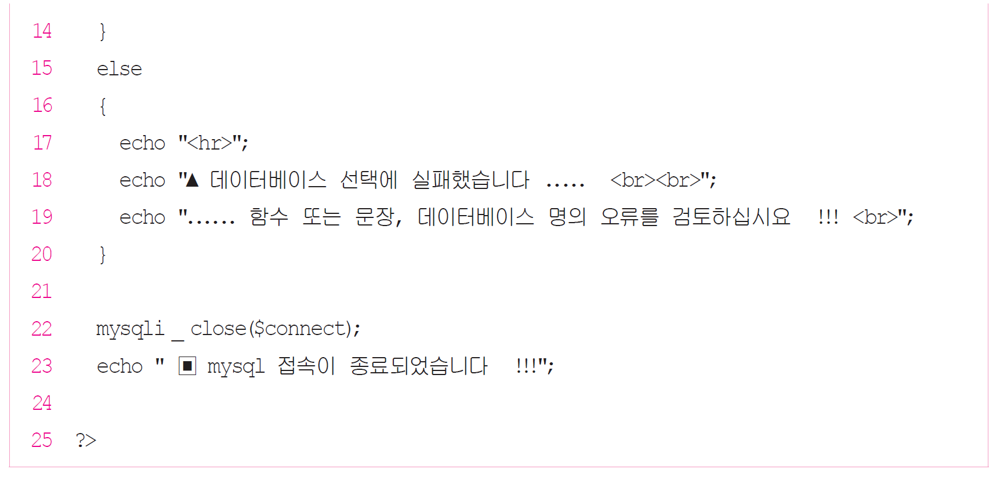 14 }
15 else
16 {
17 echo "<hr>";
18 echo "▲ 데이터베이스 선택에 실패했습니다 ..... <br><br>";
19 echo "...... 함수 또는 문장, 데이터베이스 명의 오류를 검토하십시요 !!! <br>";
20 }
21
22 mysqli _ close($connect);
23 echo " ▣ mysql 접속이 종료되었습니다 !!!";
24
25 ?>